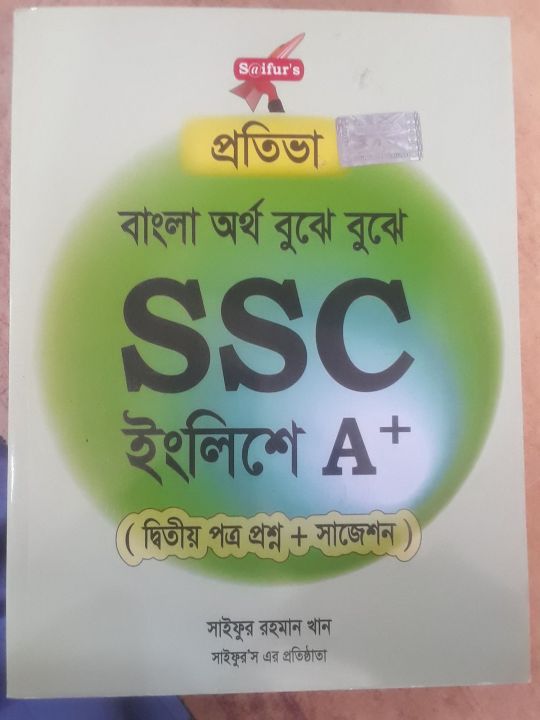 S@ifur's
প্রতিভা
বাংলা অর্থ বুঝে বুঝে
SSC
ইংলিশে A+
( দ্বিতীয় পত্র প্রশ্ন + সাজেশন )
সাইফুর রহমান খান
সাইফুর'স এর প্রতিষ্ঠাতা